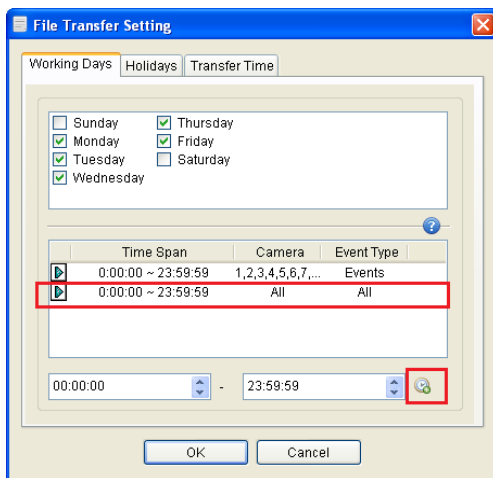 File Transfer Setting
Working Days Holidays Transfer Time
Sunday Thursday
Monday Friday
Tuesday Saturday
Wednesday
?
Time Span Camera Event Type
0:00:00 ~ 23:59:59 1,2,3,4,5,6,7,... Events
0:00:00 ~ 23:59:59 All All
00:00:00 - 23:59:59
OK Cancel